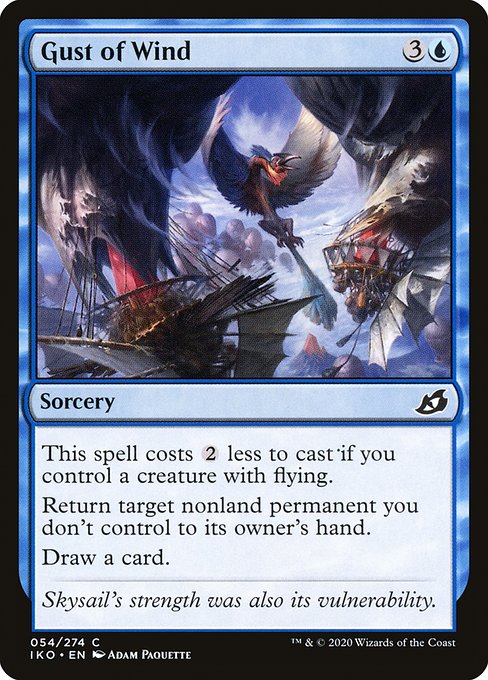 Gust of Wind 3
Sorcery
This spell costs 2 less to cast if you
control a creature with flying.
Return target nonland permanent you
don't control to its owner's hand.
Draw a card.
Skysail's strength was also its vulnerability.
054/274 C
IKO • EN Adam Paquette
™ & © 2020 Wizards of the Coast